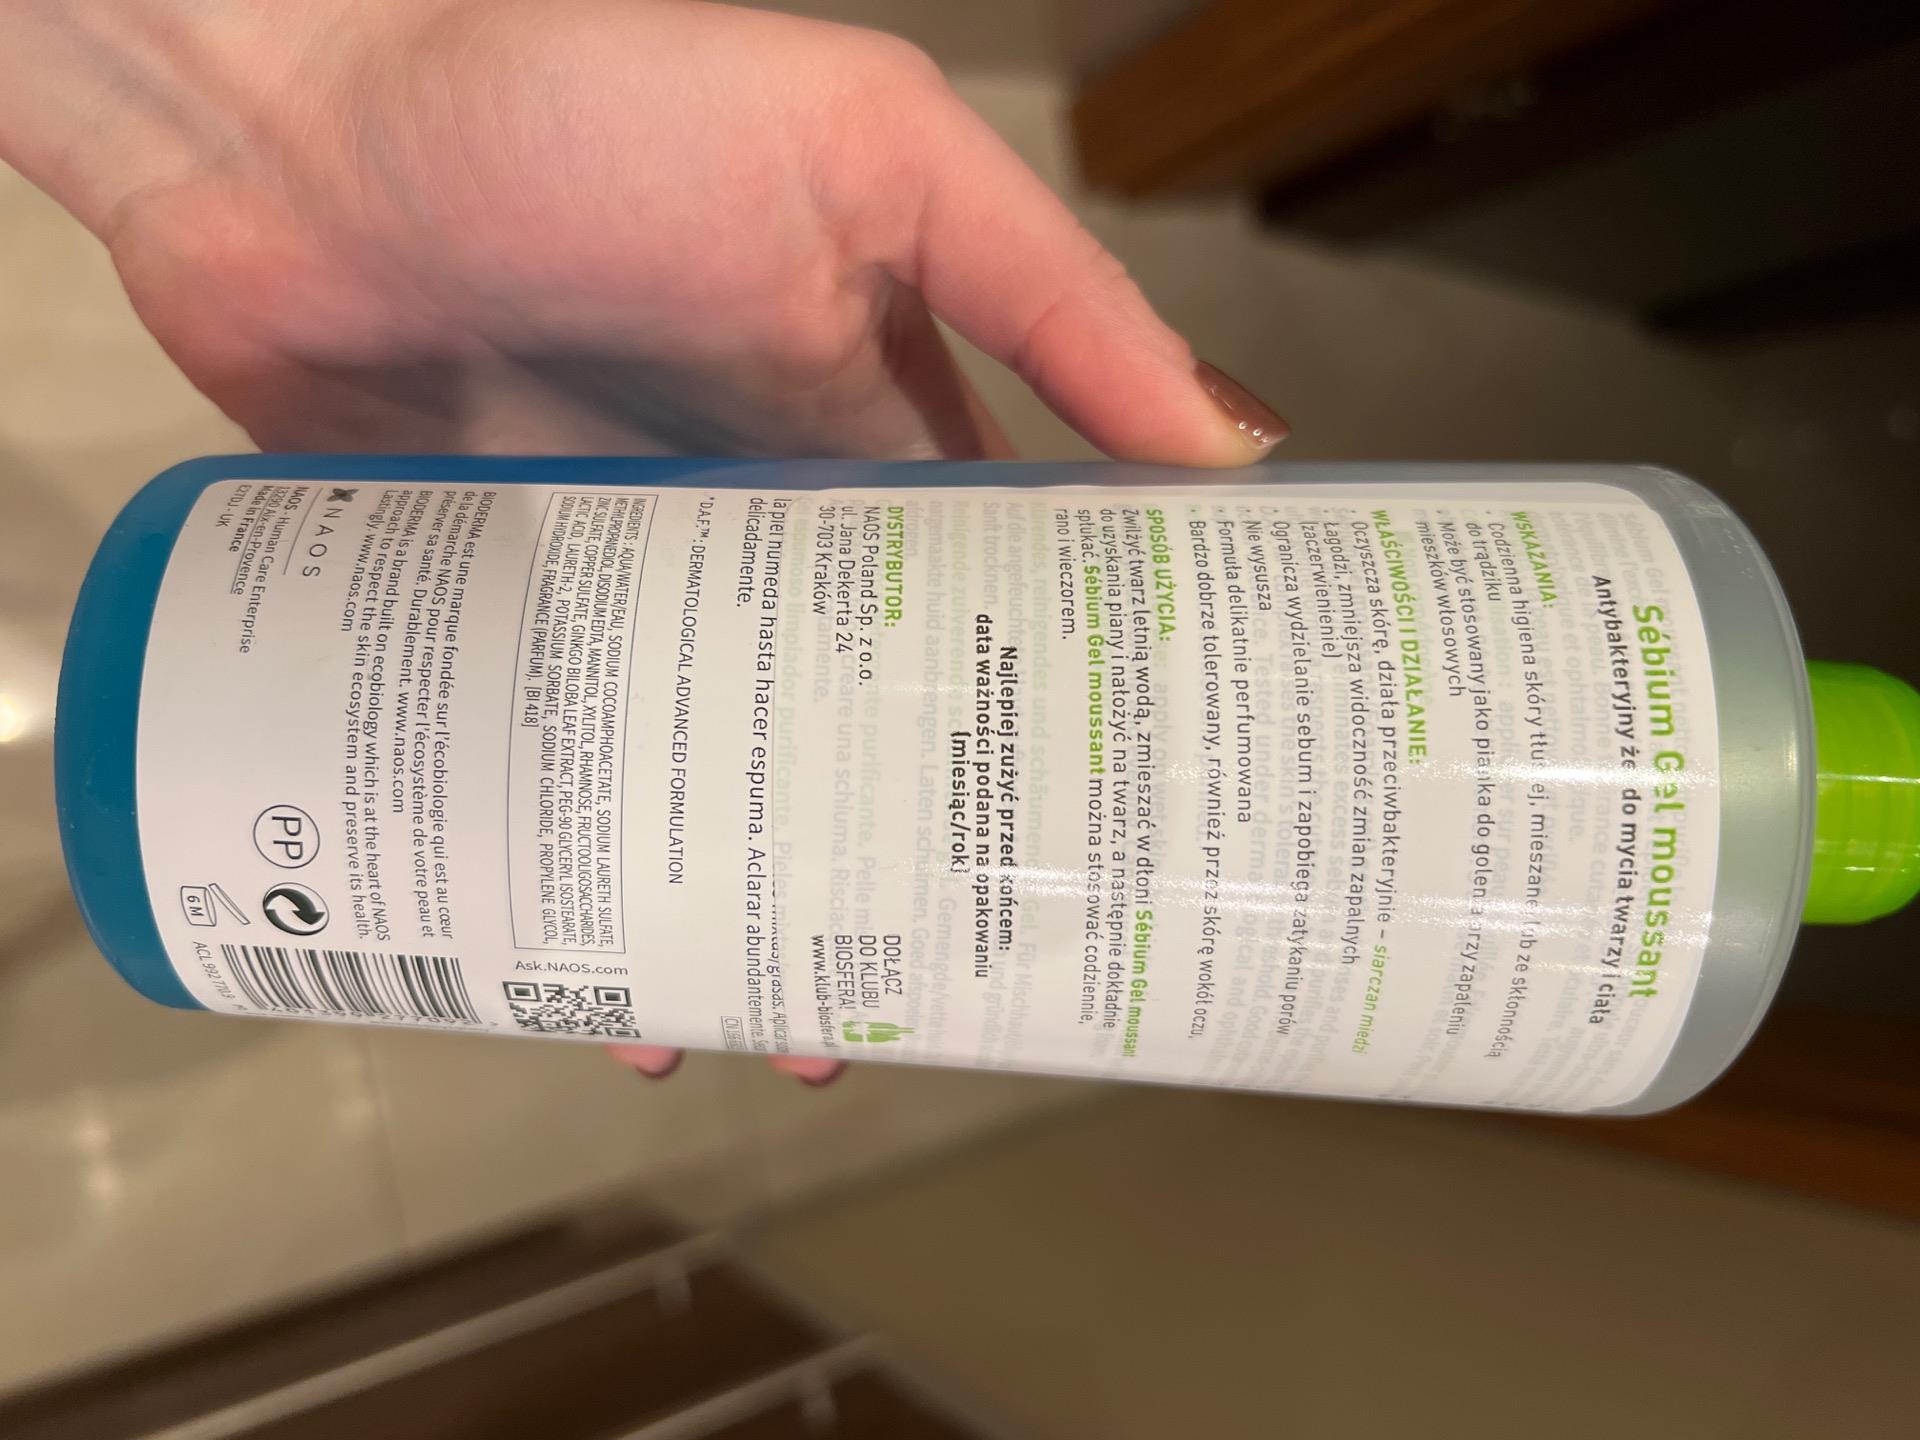 Sébium Gel moussant
Antybakteryjny że do mycia twarzy i ciała
WSKAZANIA:
· Codzienna higiena skóry tłustej, mieszanej lub ze skłonnością
do trądziku
· Może być stosowany jako pianka do golenia przy zapaleniu
mieszków włosowych
WŁAŚCIWOŚCI I DZIAŁANIE:
· Oczyszcza skórę, działa przeciwbakteryjnie – siarczan miedzi
· Łagodzi, zmniejsza widoczność zmian zapalnych
(zaczerwienienie)
· Ogranicza wydzielanie sebum i zapobiega zatykaniu porów
· Nie wysusza
· Formuła delikatnie perfumowana
· Bardzo dobrze tolerowany, również przez skórę wokół oczu,
SPOSÓB UŻYCIA:
Zwilżyć twarz letnią wodą, zmieszać w dłoni Sébium Gel moussant
do uzyskania piany i nałożyć na twarz, a następnie dokładnie
spłukać. Sébium Gel moussant można stosować codziennie,
rano i wieczorem.
Najlepiej zużyć przed końcem:
data ważności podana na opakowaniu
(miesiąc/rok)
DYSTRYBUTOR:
NAOS Poland Sp. z o.o.
ul. Jana Dekerta 24
30-703 Kraków
DOŁĄCZ
DO KLUBU
BIOSFERA!
www.klub-biosfera.pl
la piel húmeda hasta hacer espuma. Aclarar abundantemente. Secar
delicadamente.
*D.A.F.™: DERMATOLOGICAL ADVANCED FORMULATION
INGREDIENTS : AQUA/WATER/EAU, SODIUM COCOAMPHOACETATE, SODIUM LAURETH SULFATE,
METHYLPROPANEDIOL, DISODIUM EDTA, MANNITOL, XYLITOL, RHAMNOSE, FRUCTOOLIGOSACCHARIDES,
ZINC SULFATE, COPPER SULFATE, GINKGO BILOBA LEAF EXTRACT, PEG-90 GLYCERYL ISOSTEARATE,
LACTIC ACID, LAURETH-2, POTASSIUM SORBATE, SODIUM CHLORIDE, PROPYLENE GLYCOL,
SODIUM HYDROXIDE, FRAGRANCE (PARFUM). [BI 418]
Ask.NAOS.com
BIODERMA est une marque fondée sur l'écobiologie qui est au cœur
de la démarche NAOS pour respecter l'écosystème de votre peau et
préserver sa santé. Durablement. www.naos.com
BIODERMA is a brand built on ecobiology which is at the heart of NAOS
approach to respect the skin ecosystem and preserve its health.
Lastingly. www.naos.com
NAOS
NAOS - Human Care Enterprise
13290 Aix-en-Provence
Made in France
E27DJ - UK
PP
6 M
ACL 992 770.9